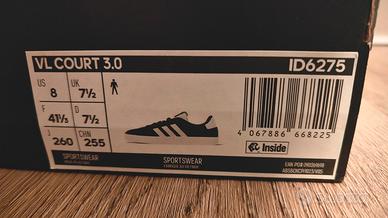 VL COURT 3.0
ID6275
US UK
8 7½
F D
41⅓ 7½
J CHN
260 255
4 067886 668225
Inside
SPORTSWEAR
SPORTSWEAR